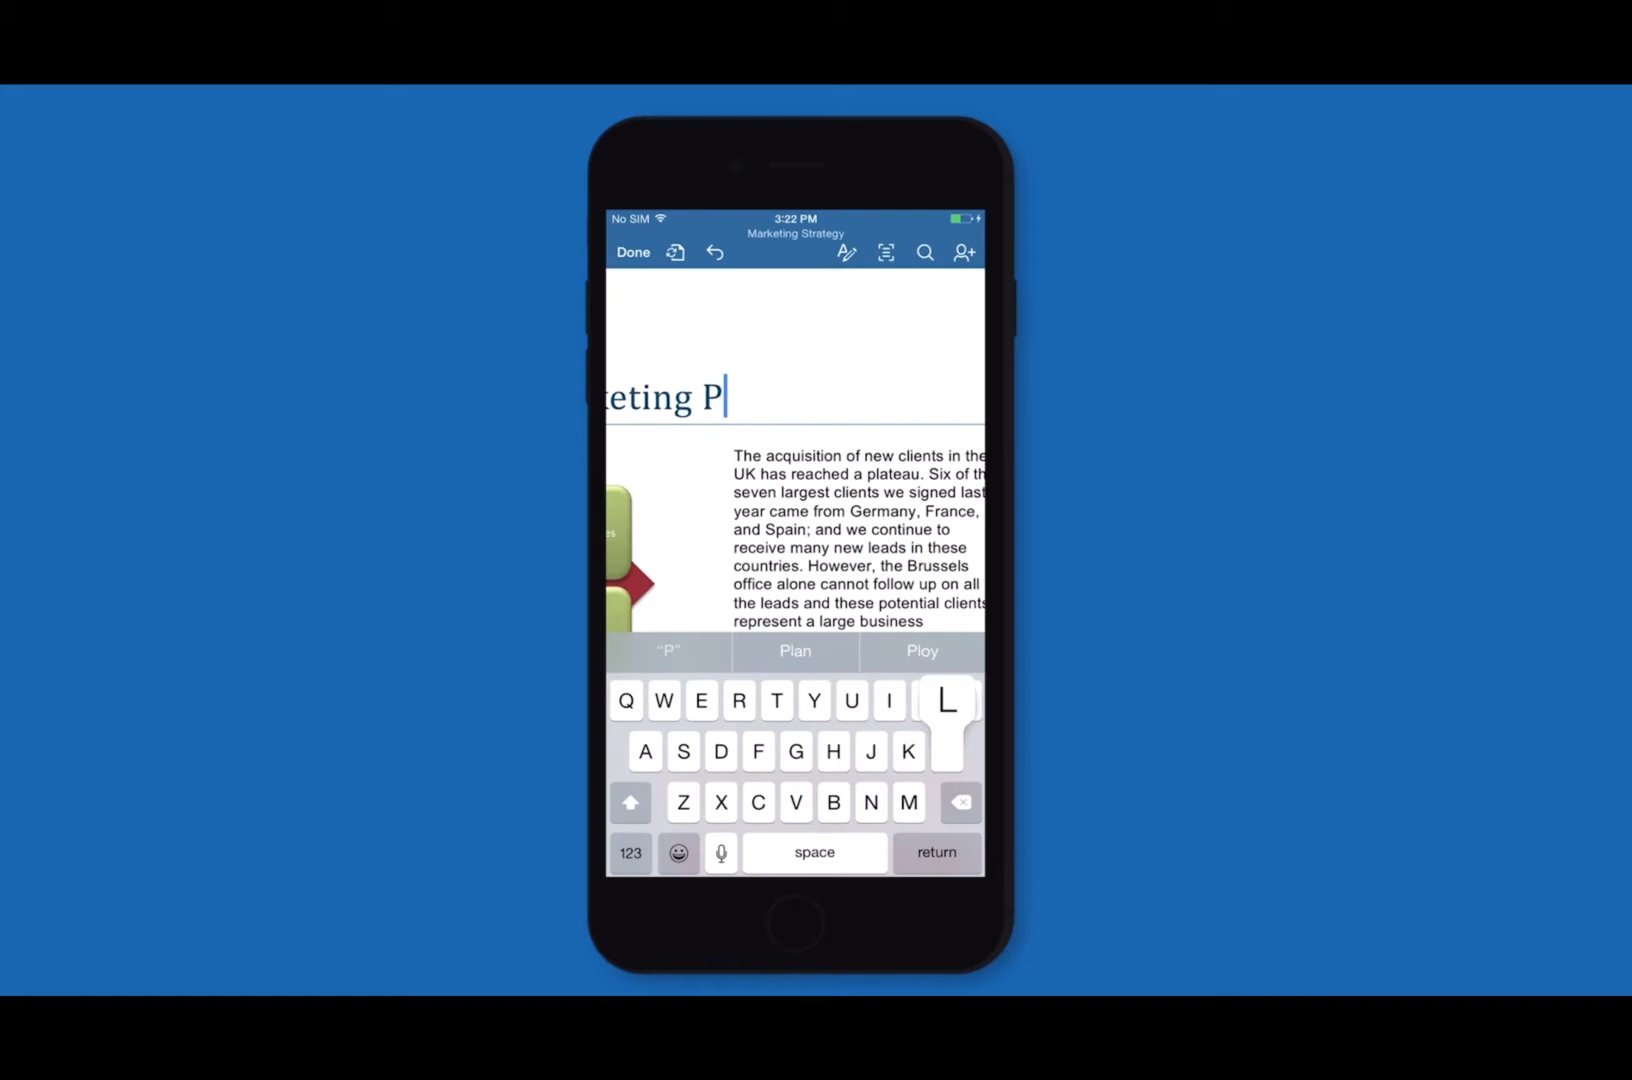 No SIM 3:22 PM
Marketing Strategy
Done
keting P
The acquisition of new clients in the
UK has reached a plateau. Six of th
seven largest clients we signed last
year came from Germany, France,
es
and Spain; and we continue to
receive many new leads in these
countries. However, the Brussels
office alone cannot follow up on all
the leads and these potential clients
represent a large business
“P” Plan Ploy
Q W E R T Y U I L
A S D F G H J K
Z X C V B N M
123 space return